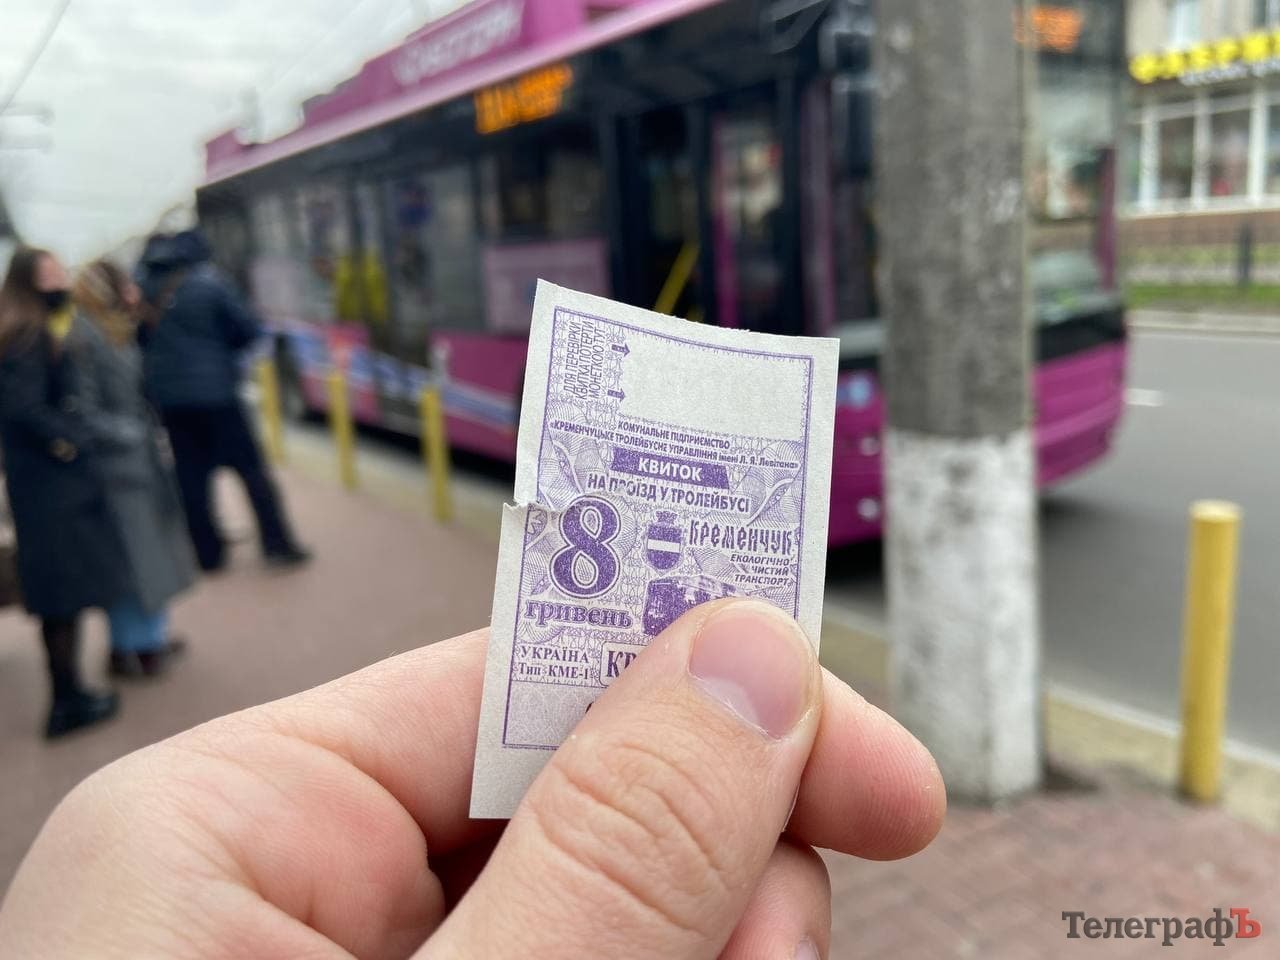 ДЛЯ ПЕРЕВІРКИ
КВИТКА ПОТЕРТИ
МОНЕТКОЮ ТУТ
КОМУНАЛЬНЕ ПІДПРИЄМСТВО
«КРЕМЕНЧУЦЬКЕ ТРОЛЕЙБУСНЕ УПРАВЛІННЯ імені Л. Я. Левітана»
КВИТОК
НА ПРОЇЗД У ТРОЛЕЙБУСІ
8
гривень
КРЕМЕНЧУК
ЕКОЛОГІЧНО
ЧИСТИЙ
ТРАНСПОРТ
УКРАЇНА
Тип КМЕ-1
ТелеграфЪ